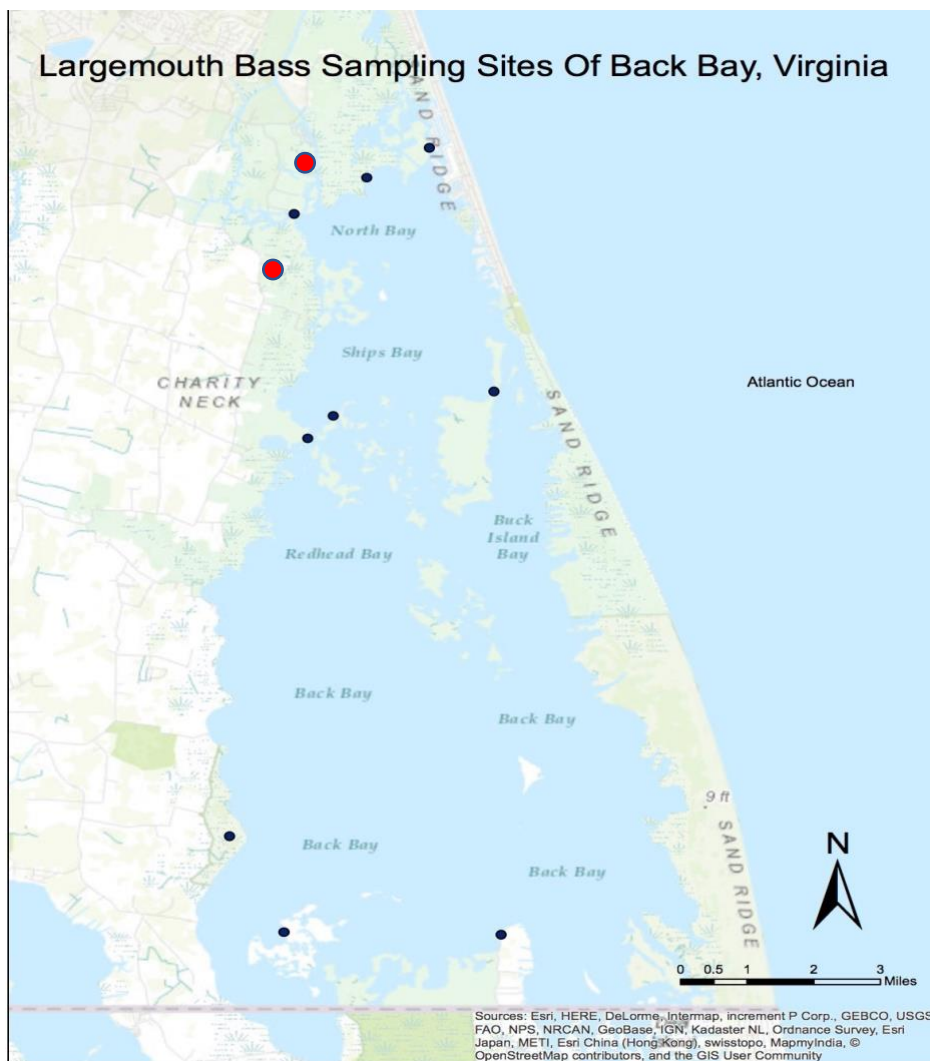 Largemouth Bass Sampling Sites Of Back Bay, Virginia
SAND RIDGE
North Bay
Ships Bay
CHARITY
NECK
Atlantic Ocean
SAND RIDGE
Buck
Island
Bay
Redhead Bay
Back Bay
Back Bay
9 ft
SAND RIDGE
Back Bay
Back Bay
N
0 0.5 1 2 3
Miles
Sources: Esri, HERE, DeLorme, Intermap, increment P Corp., GEBCO, USGS
FAO, NPS, NRCAN, GeoBase, IGN, Kadaster NL, Ordnance Survey, Esri
Japan, METI, Esri China (Hong Kong), swisstopo, MapmyIndia, ©
OpenStreetMap contributors, and the GIS User Community